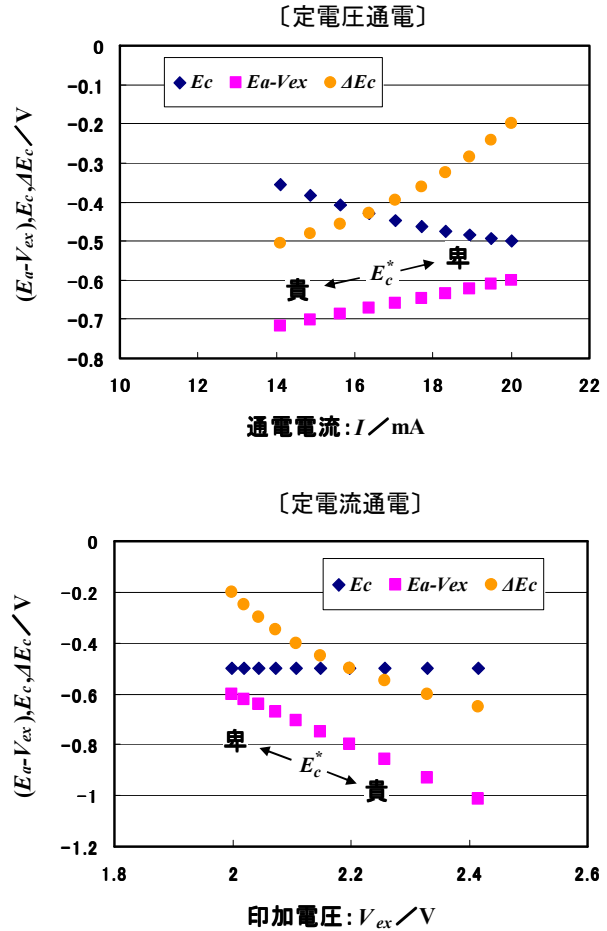 〔定電圧通電〕
0
-0.1
-0.2
-0.3
-0.4
-0.5
-0.6
-0.7
-0.8
(Ea-Vex),Ec,ΔEc／V
Ec Ea-Vex ΔEc
卑
Ec*
貴
10 12 14 16 18 20 22
通電電流：I／mA
〔定電流通電〕
0
-0.2
-0.4
-0.6
-0.8
-1
-1.2
(Ea-Vex),Ec,ΔEc／V
Ec Ea-Vex ΔEc
卑
Ec*
貴
1.8 2 2.2 2.4 2.6
印加電圧：Vex／V